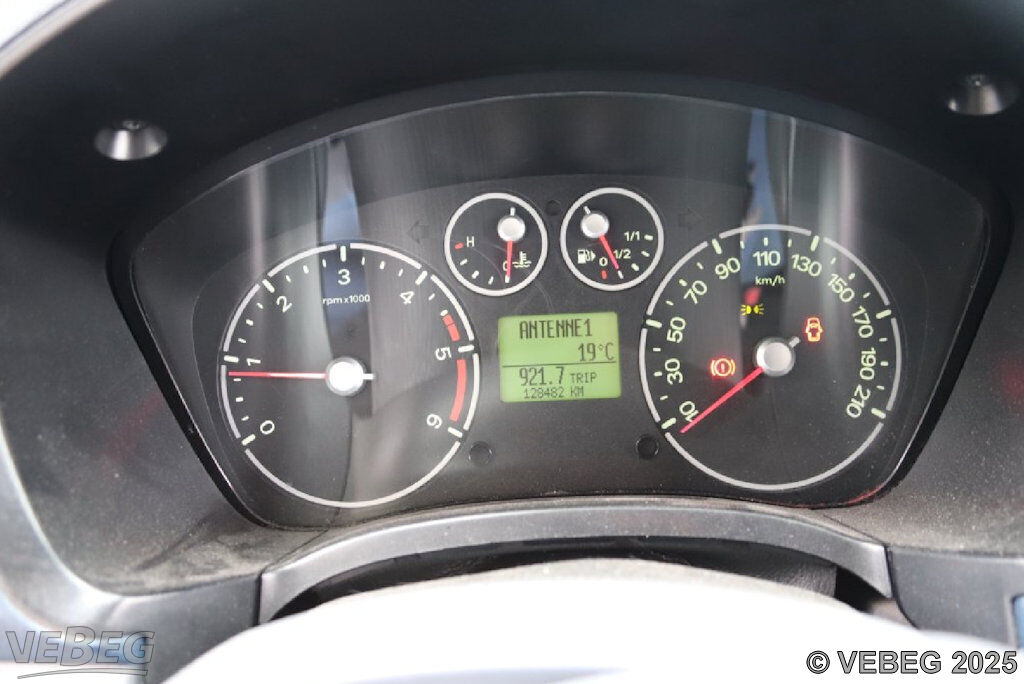 H
C
1/1
1/2
0
0
1
2
3
4
5
6
rpm x1000
ANTENNE1
19°C
921.7 TRIP
128482 KM
10
30
50
70
90
110
130
150
170
190
210
km/h
VEBEG
© VEBEG 2025